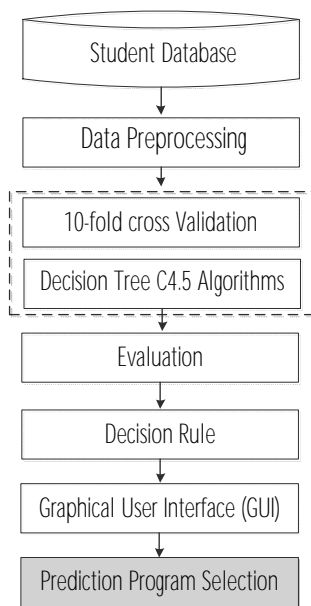 Student Database
Data Preprocessing
10-fold cross Validation
Decision Tree C4.5 Algorithms
Evaluation
Decision Rule
Graphical User Interface (GUI)
Prediction Program Selection